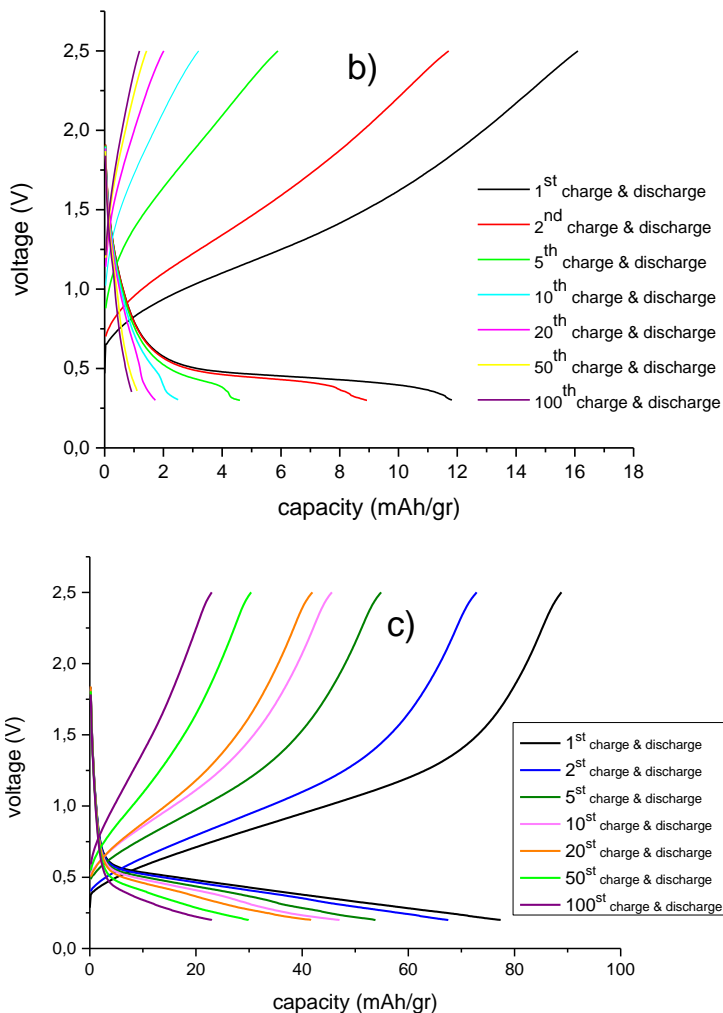 b)
2,5
2,0
1,5
1,0
0,5
0,0
voltage (V)
1st charge & discharge
2nd charge & discharge
5th charge & discharge
10th charge & discharge
20th charge & discharge
50th charge & discharge
100th charge & discharge
0 2 4 6 8 10 12 14 16 18
capacity (mAh/gr)
c)
2,5
2,0
1,5
1,0
0,5
0,0
voltage (V)
1st charge & discharge
2st charge & discharge
5st charge & discharge
10st charge & discharge
20st charge & discharge
50st charge & discharge
100st charge & discharge
0 20 40 60 80 100
capacity (mAh/gr)